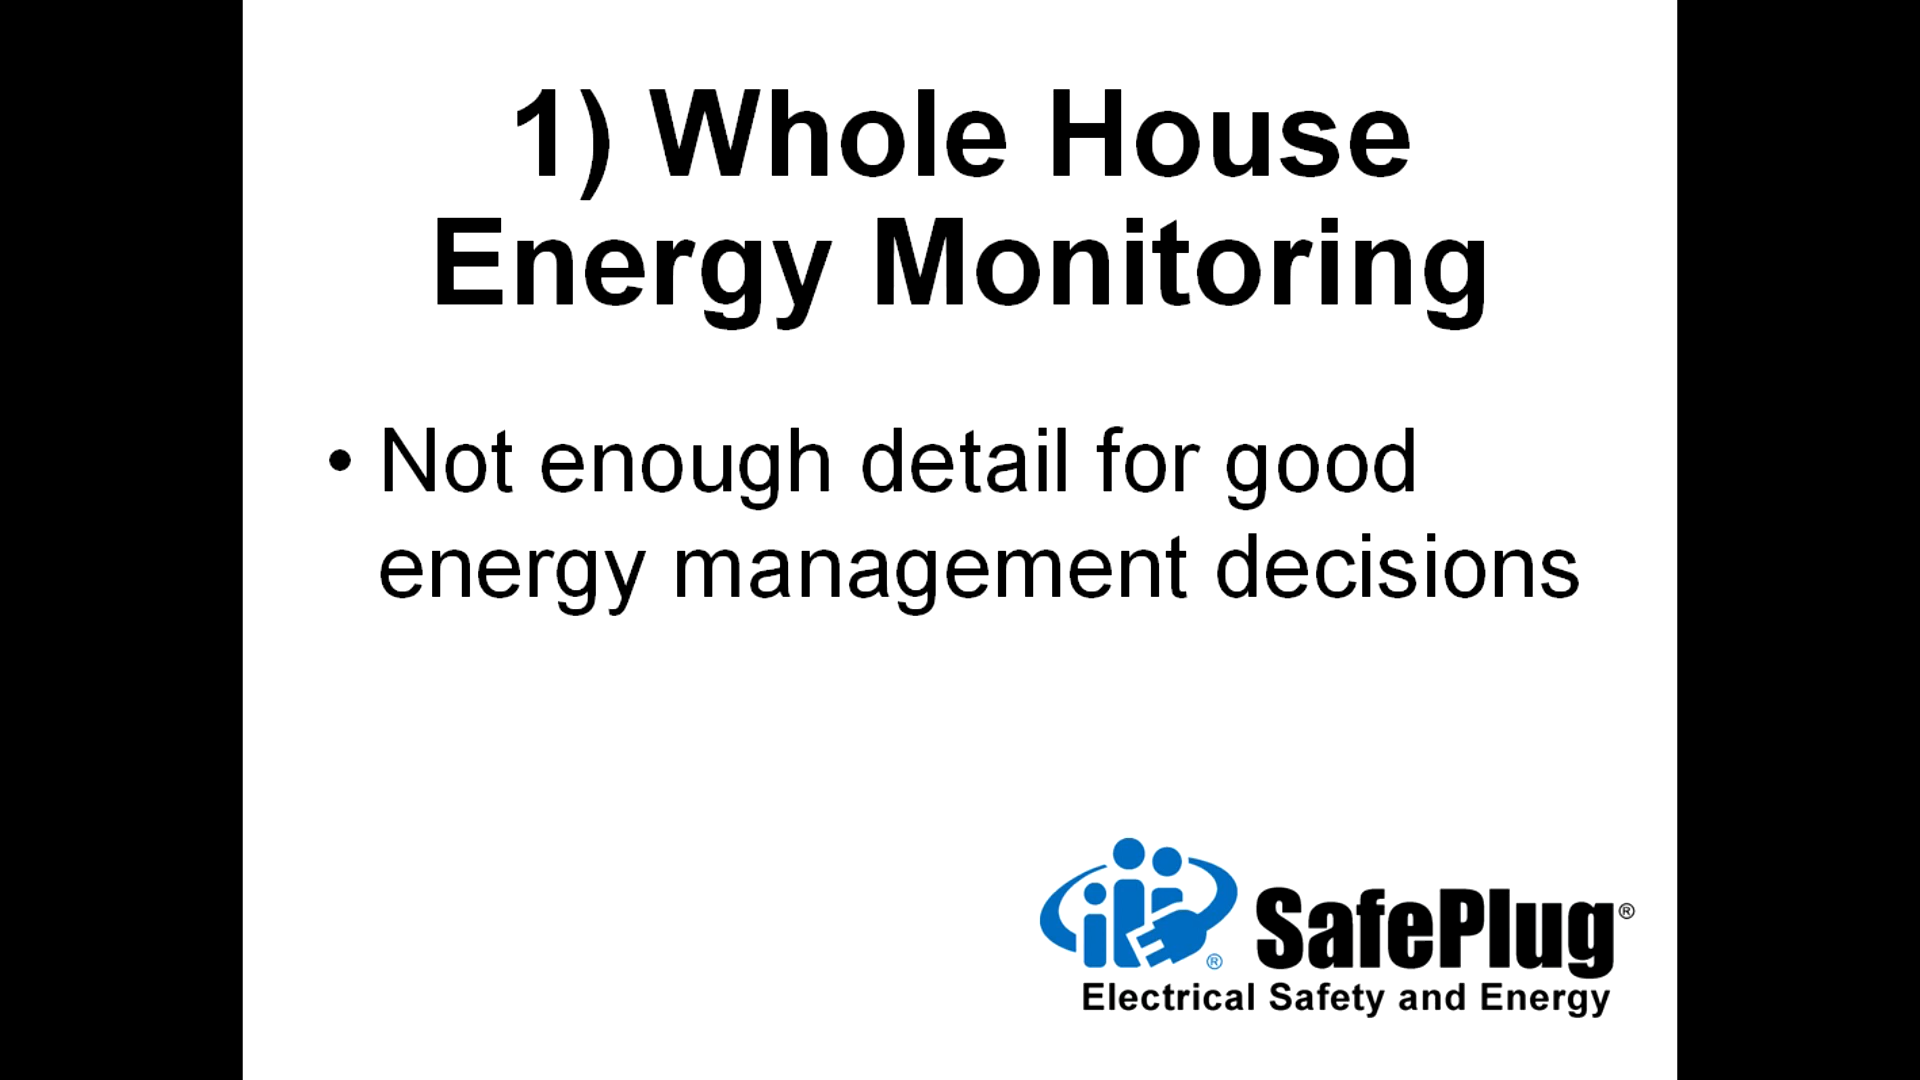 1) Whole House
Energy Monitoring
• Not enough detail for good
energy management decisions
®
SafePlug®
Electrical Safety and Energy